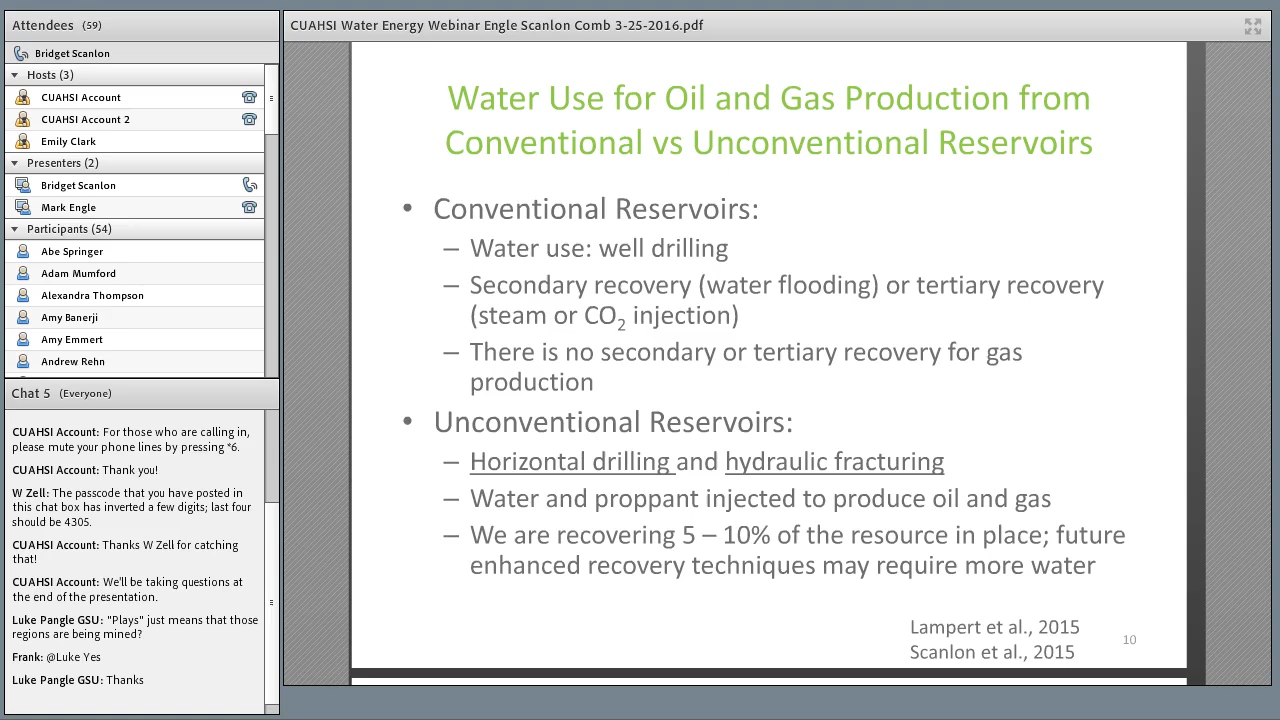 Attendees (59)
Bridget Scanlon
Hosts (3)
CUAHSI Account
CUAHSI Account 2
Emily Clark
Presenters (2)
Bridget Scanlon
Mark Engle
Participants (54)
Abe Springer
Adam Mumford
Alexandra Thompson
Amy Banerji
Amy Emmert
Andrew Rehn
Chat 5 (Everyone)
CUAHSI Account: For those who are calling in,
please mute your phone lines by pressing *6.
CUAHSI Account: Thank you!
W Zell: The passcode that you have posted in
this chat box has inverted a few digits; last four
should be 4305.
CUAHSI Account: Thanks W Zell for catching
that!
CUAHSI Account: We'll be taking questions at
the end of the presentation.
Luke Pangle GSU: "Plays" just means that those
regions are being mined?
Frank: @Luke Yes
Luke Pangle GSU: Thanks
CUAHSI Water Energy Webinar Engle Scanlon Comb 3-25-2016.pdf
Water Use for Oil and Gas Production from
Conventional vs Unconventional Reservoirs
• Conventional Reservoirs:
– Water use: well drilling
– Secondary recovery (water flooding) or tertiary recovery
(steam or CO2 injection)
– There is no secondary or tertiary recovery for gas
production
• Unconventional Reservoirs:
– Horizontal drilling and hydraulic fracturing
– Water and proppant injected to produce oil and gas
– We are recovering 5 – 10% of the resource in place; future
enhanced recovery techniques may require more water
Lampert et al., 2015
Scanlon et al., 2015
10